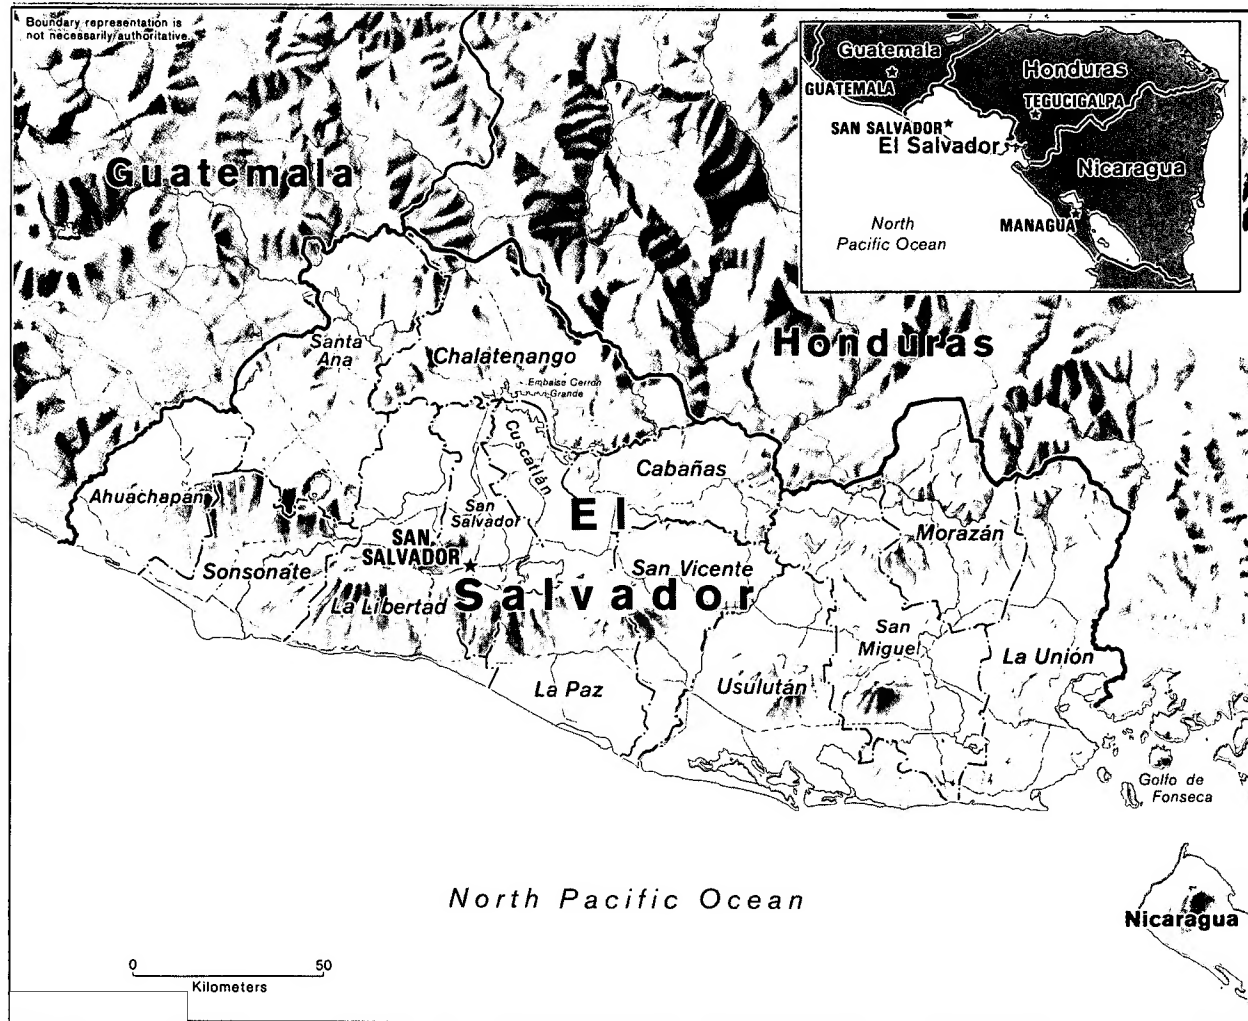 Boundary representation is
not necessarily authoritative.
Guatemala
GUATEMALA
Honduras
TEGUCIGALPA
SAN SALVADOR
El Salvador
Nicaragua
MANAGUA
North
Pacific Ocean
Guatemala
Honduras
Santa
Ana
Chalatenango
Embalse Cerron
Grande
Cuscatlán
Cabañas
Ahuachapán
San
Salvador
El
SAN
SALVADOR
Morazán
Sonsonate
San Vicente
La Libertad
Salvador
San
Miguel
La Unión
La Paz
Usulután
Golfo de
Fonseca
North Pacific Ocean
Nicaragua
0 50
Kilometers